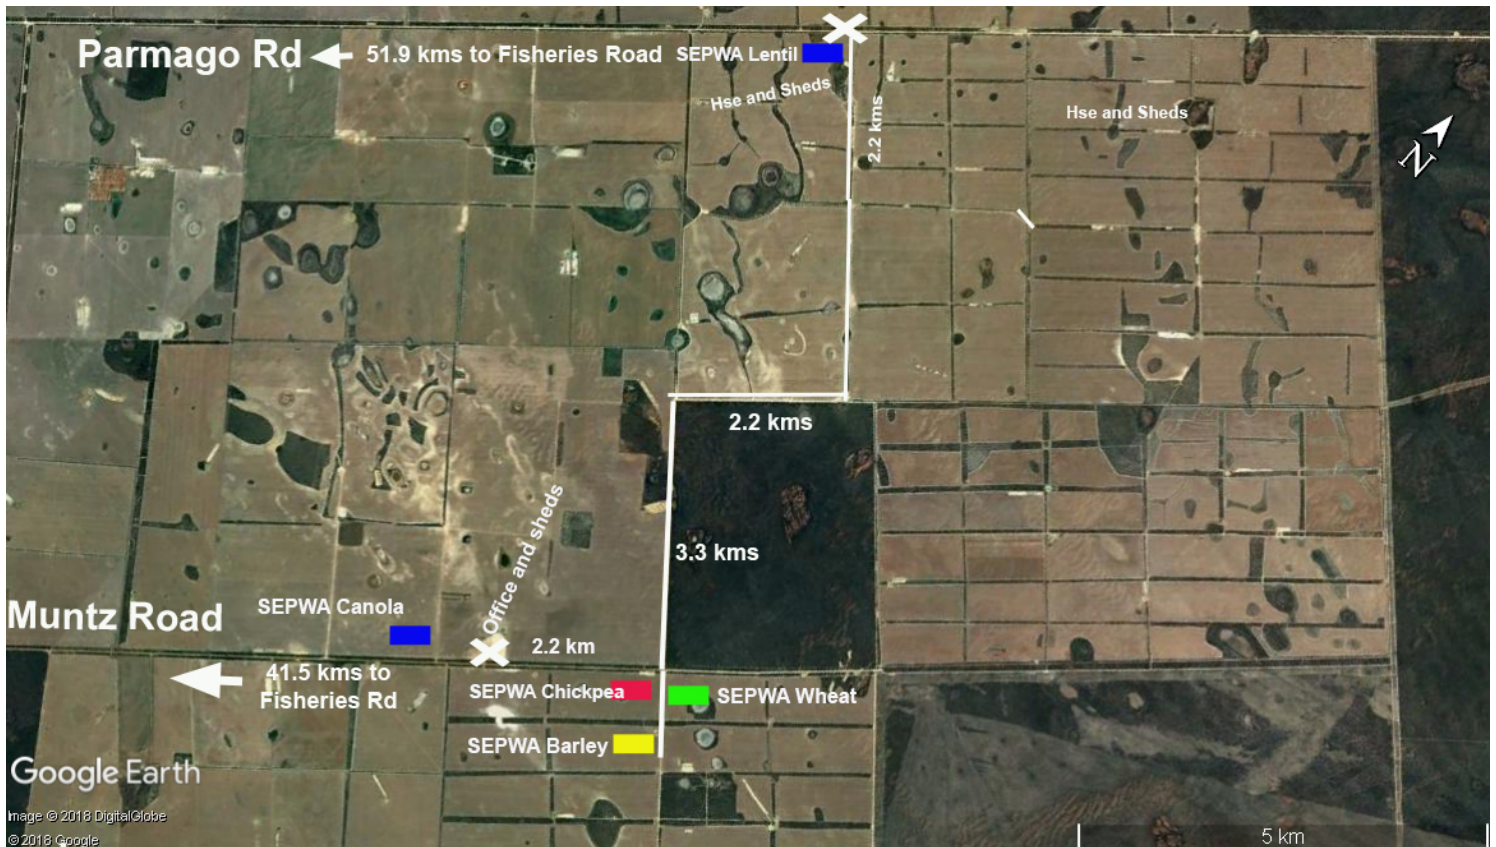 Parmago Rd
51.9 kms to Fisheries Road
SEPWA Lentil
Hse and Sheds
2.2 kms
Hse and Sheds
N
2.2 kms
Office and sheds
3.3 kms
SEPWA Canola
Muntz Road
2.2 km
41.5 kms to
Fisheries Rd
SEPWA Chickpea
SEPWA Wheat
SEPWA Barley
Google Earth
Image © 2018 DigitalGlobe
© 2018 Google
5 km